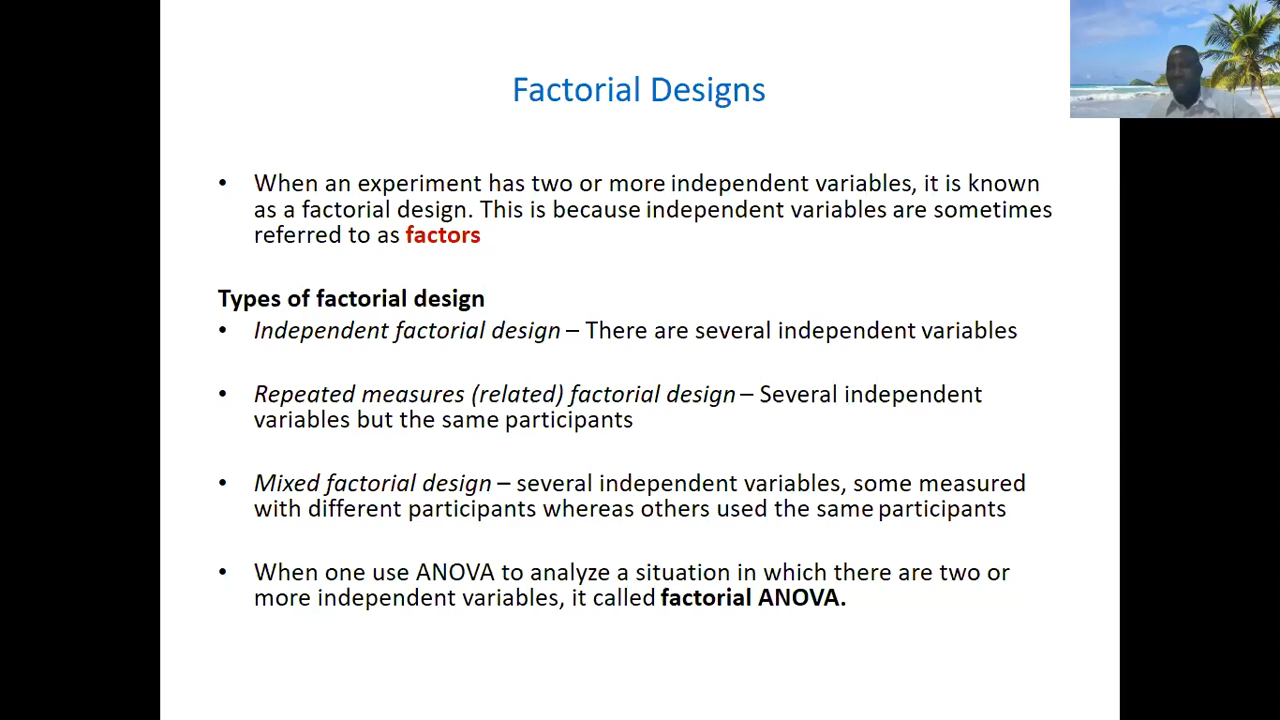 Factorial Designs
• When an experiment has two or more independent variables, it is known
as a factorial design. This is because independent variables are sometimes
referred to as factors
Types of factorial design
• Independent factorial design – There are several independent variables
• Repeated measures (related) factorial design – Several independent
variables but the same participants
• Mixed factorial design – several independent variables, some measured
with different participants whereas others used the same participants
• When one use ANOVA to analyze a situation in which there are two or
more independent variables, it called factorial ANOVA.